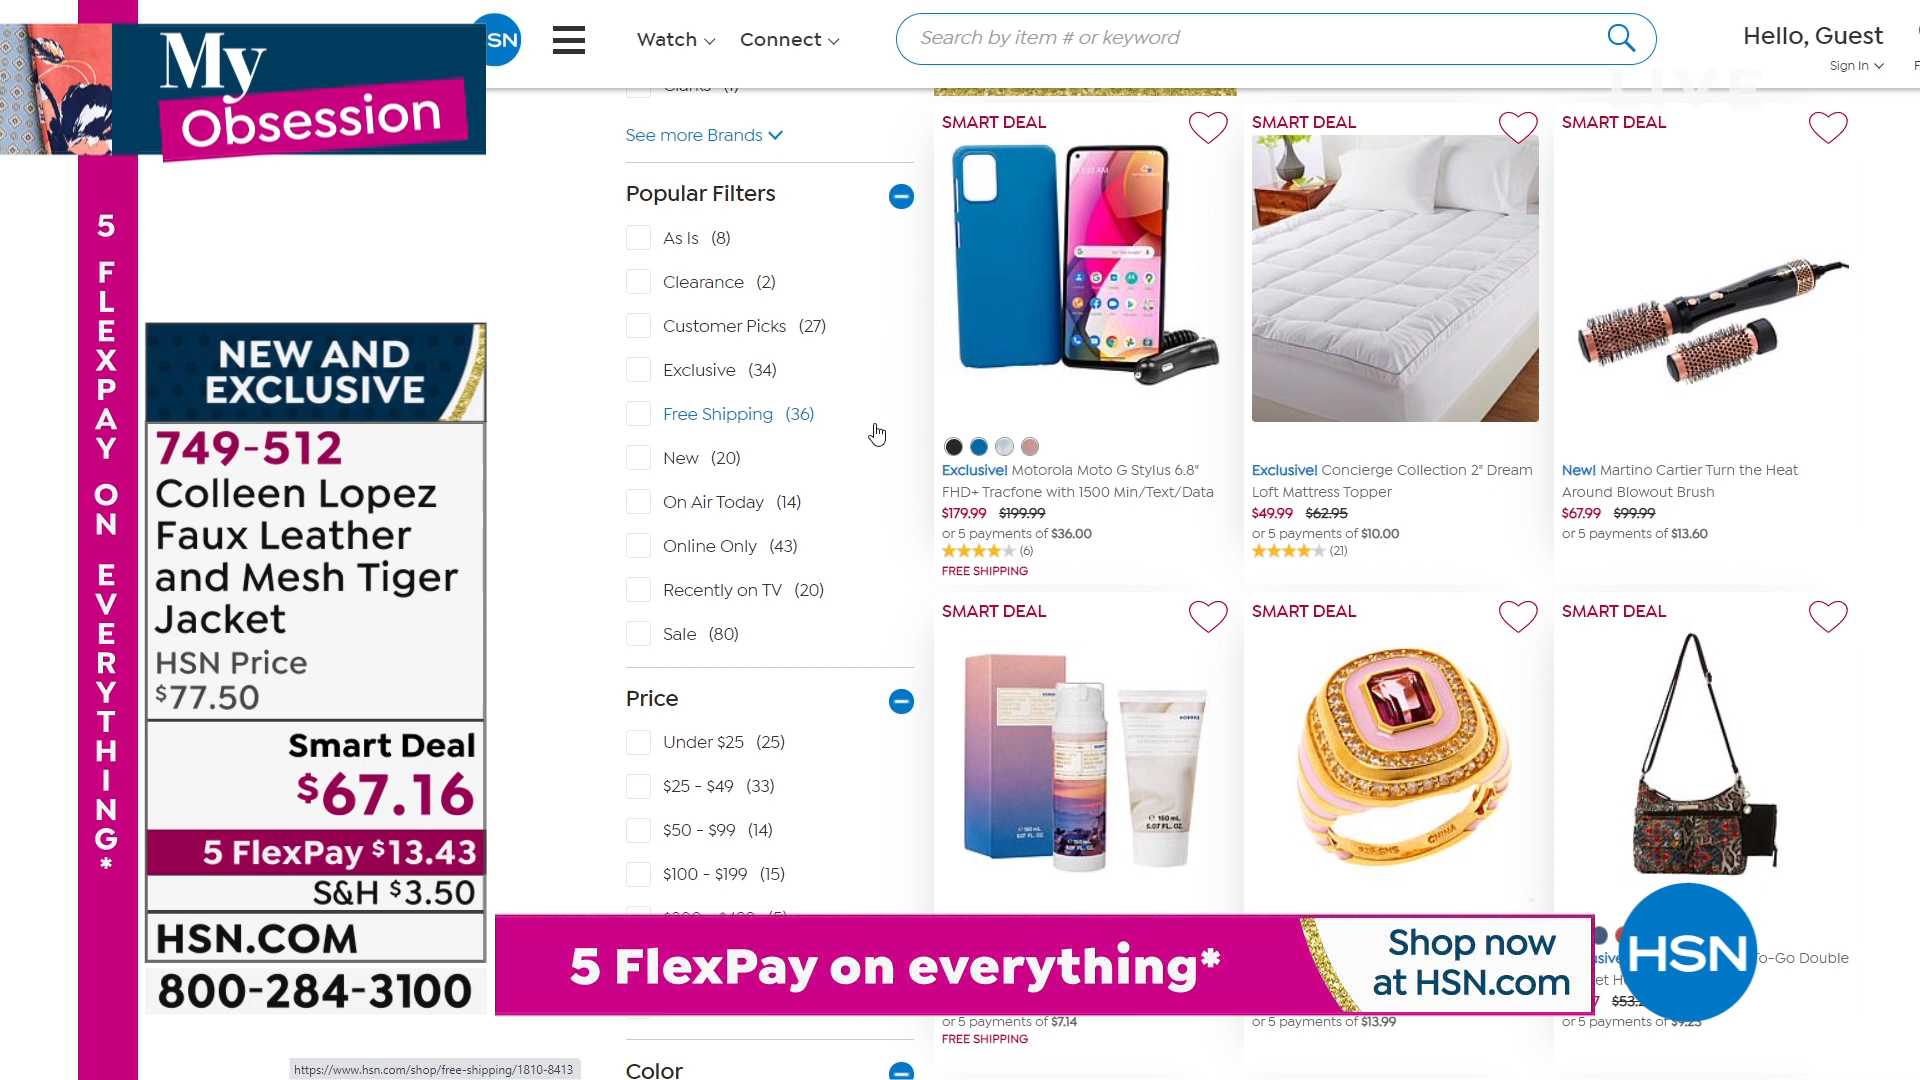 My
Obsession
SN
Watch
Connect
Search by item # or keyword
Hello, Guest
Sign In
LIVE
5 FLEXPAY ON EVERYTHING*
NEW AND
EXCLUSIVE
749-512
Colleen Lopez
Faux Leather
and Mesh Tiger
Jacket
HSN Price
$77.50
Smart Deal
$67.16
5 FlexPay $13.43
S&H $3.50
HSN.COM
800-284-3100
See more Brands
Popular Filters
As Is (8)
Clearance (2)
Customer Picks (27)
Exclusive (34)
Free Shipping (36)
New (20)
On Air Today (14)
Online Only (43)
Recently on TV (20)
Sale (80)
Price
Under $25 (25)
$25 - $49 (33)
$50 - $99 (14)
$100 - $199 (15)
Color
SMART DEAL
Exclusive! Motorola Moto G Stylus 6.8"
FHD+ Tracfone with 1500 Min/Text/Data
$179.99 $199.99
or 5 payments of $36.00
(6)
FREE SHIPPING
SMART DEAL
Exclusive! Concierge Collection 2" Dream
Loft Mattress Topper
$49.99 $62.95
or 5 payments of $10.00
(21)
SMART DEAL
New! Martino Cartier Turn the Heat
Around Blowout Brush
$67.99 $99.99
or 5 payments of $13.60
SMART DEAL
KORRES
or 5 payments of $7.14
FREE SHIPPING
SMART DEAL
CHINA
or 5 payments of $13.99
SMART DEAL
To-Go Double
or 5 payments of $9.25
5 FlexPay on everything*
Shop now
at HSN.com
HSN
https://www.hsn.com/shop/free-shipping/1810-8413